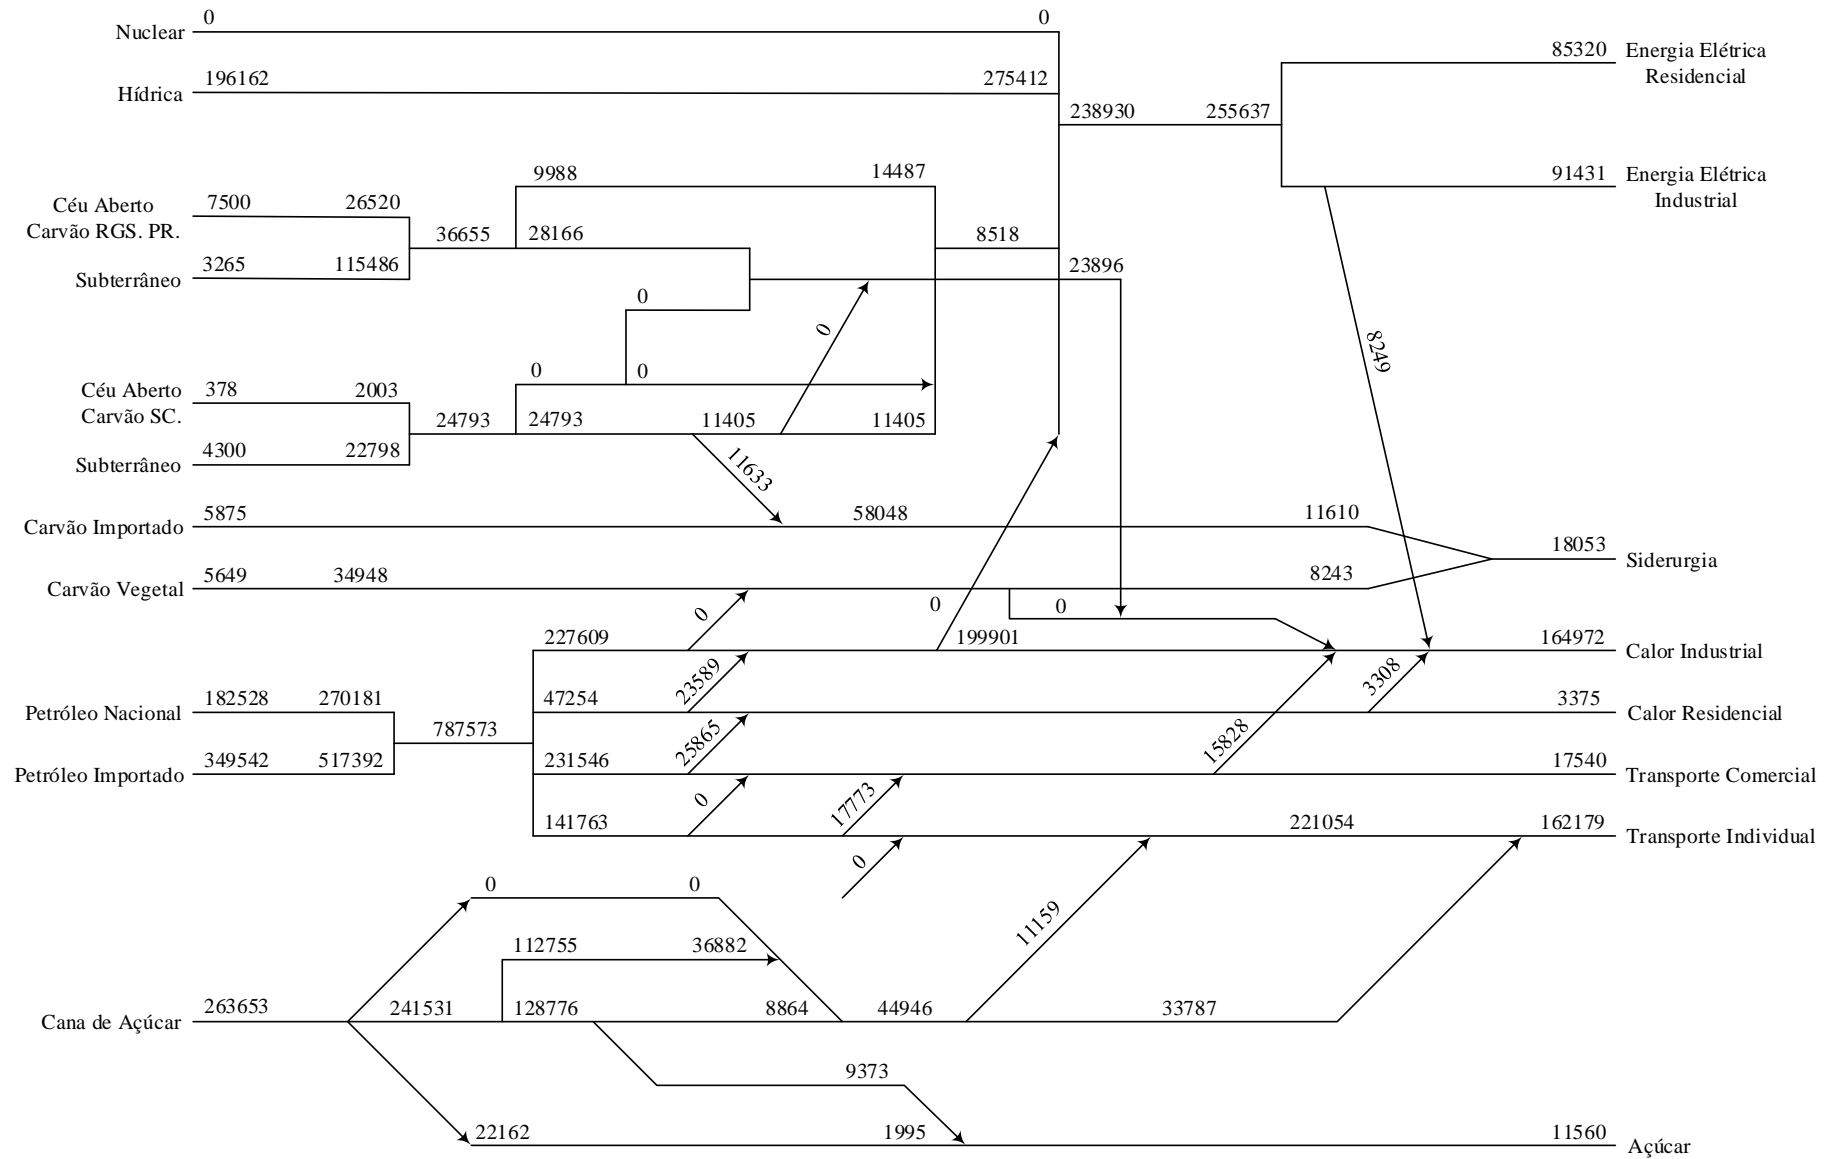 0 0
Nuclear
85320 Energia Elétrica
Residencial
196162 275412
Hídrica
238930 255637
9988 14487
91431 Energia Elétrica
Industrial
Céu Aberto 7500 26520
Carvão RGS. PR.
36655 28166 8518
3265 115486 23896
Subterrâneo
0
0
8249
0 0
Céu Aberto 378 2003
Carvão SC.
24793 24793 11405 11405
4300 22798
Subterrâneo
11633
5875 58048 11610
Carvão Importado
18053 Siderurgia
5649 34948 8243
Carvão Vegetal
0 0 0
227609 199901 164972 Calor Industrial
23589 3308
182528 270181 47254 3375
Petróleo Nacional Calor Residencial
787573
25865 15828
349542 517392 231546 17540
Petróleo Importado Transporte Comercial
0 17773
141763 221054 162179 Transporte Individual
0
0 0
11159
112755 36882
263653 241531 128776 8864 44946 33787
Cana de Açúcar
9373
22162 1995 11560 Açúcar